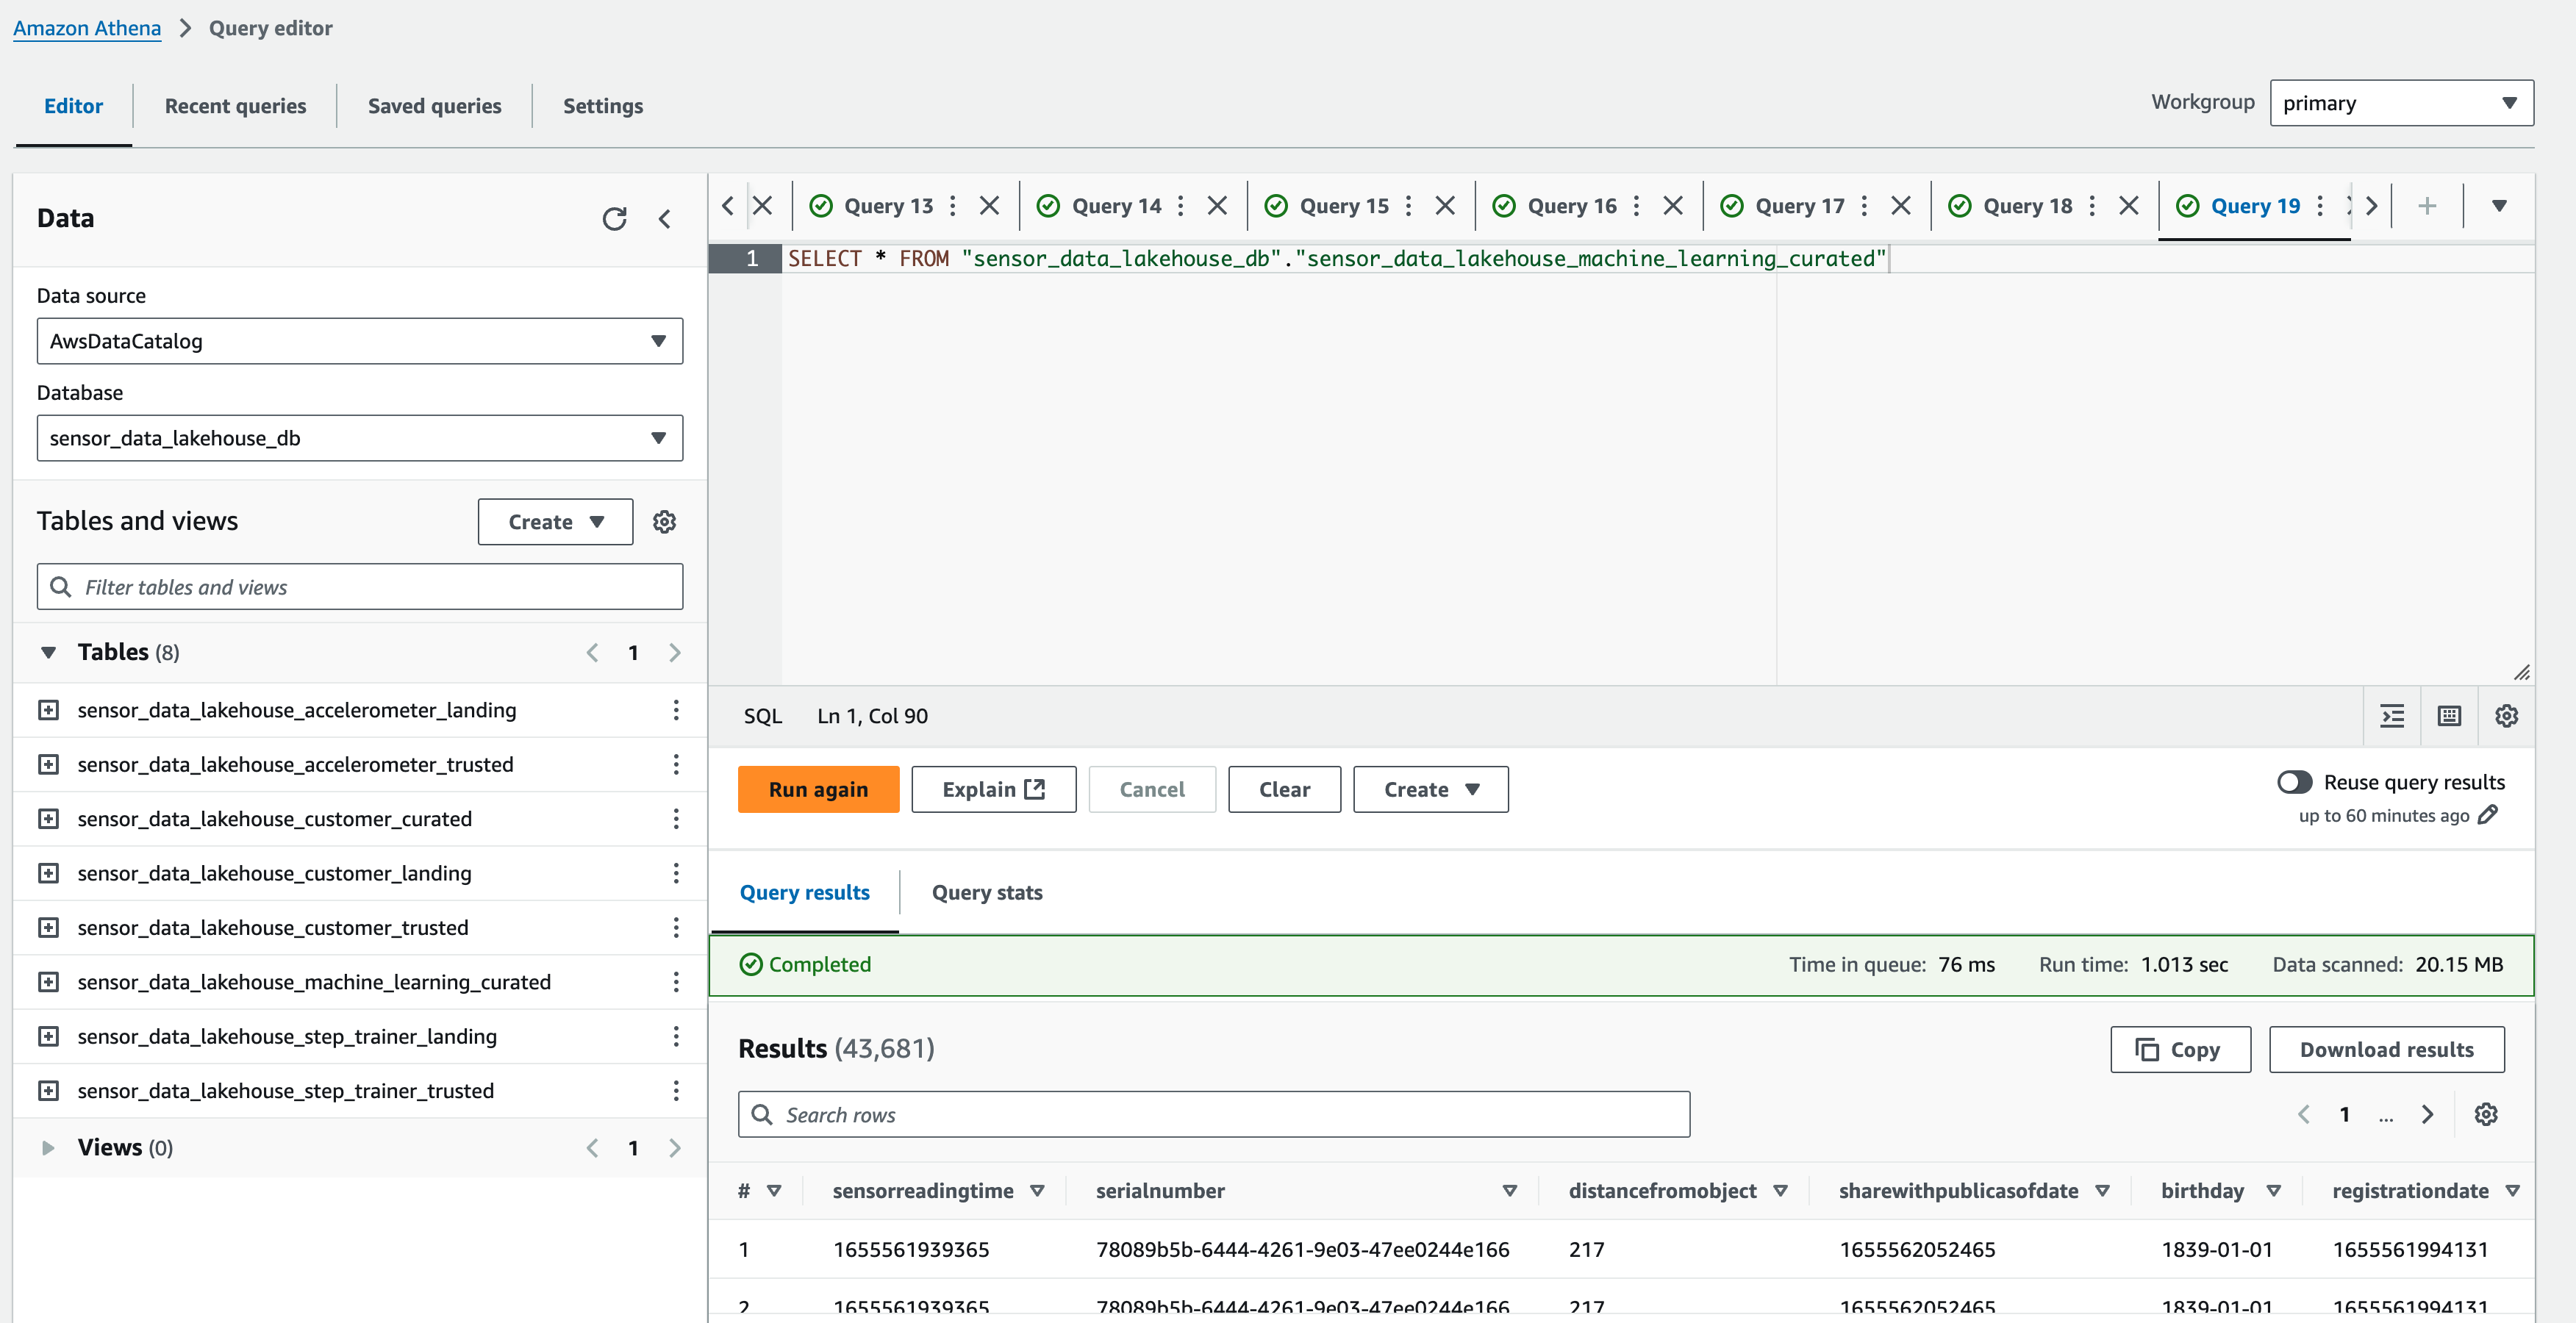 Amazon Athena > Query editor
Editor Recent queries Saved queries Settings
Workgroup primary
Data
Data source
AwsDataCatalog
Database
sensor_data_lakehouse_db
Tables and views Create
Filter tables and views
Tables (8) 1
sensor_data_lakehouse_accelerometer_landing
sensor_data_lakehouse_accelerometer_trusted
sensor_data_lakehouse_customer_curated
sensor_data_lakehouse_customer_landing
sensor_data_lakehouse_customer_trusted
sensor_data_lakehouse_machine_learning_curated
sensor_data_lakehouse_step_trainer_landing
sensor_data_lakehouse_step_trainer_trusted
Views (0) 1
Query 13 Query 14 Query 15 Query 16 Query 17 Query 18 Query 19
1 SELECT * FROM "sensor_data_lakehouse_db"."sensor_data_lakehouse_machine_learning_curated"
SQL Ln 1, Col 90
Run again Explain Cancel Clear Create
Reuse query results
up to 60 minutes ago
Query results Query stats
Completed Time in queue: 76 ms Run time: 1.013 sec Data scanned: 20.15 MB
Results (43,681) Copy Download results
Search rows 1 ...
# sensorreadingtime serialnumber distancefromobject sharewithpublicasofdate birthday registrationdate
1 1655561939365 78089b5b-6444-4261-9e03-47ee0244e166 217 1655562052465 1839-01-01 1655561994131
2 1655561939365 78089b5b-6444-4261-9e03-47ee0244e166 217 1655562052465 1839-01-01 1655561994131